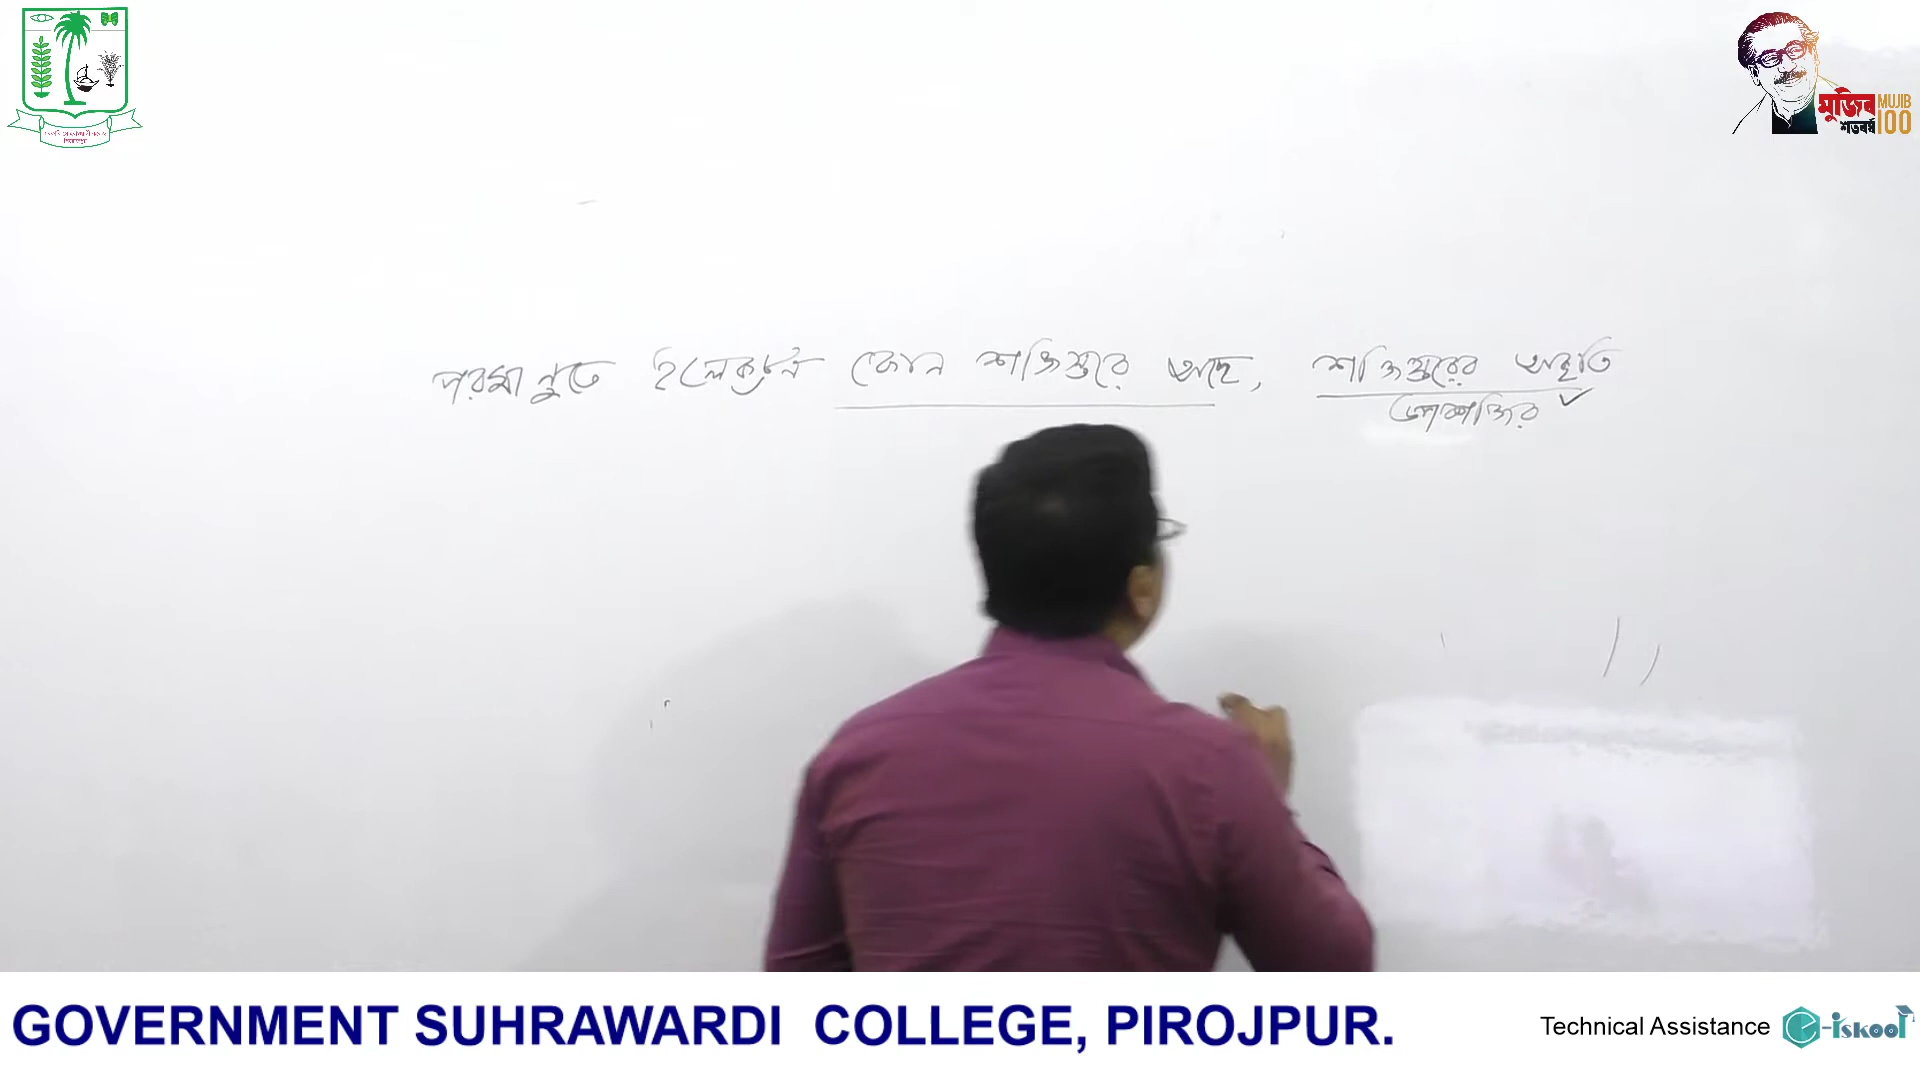 মুজিব MUJIB
শতবর্ষ 100
পরমানুতে ইলেকট্রন কোন শক্তিস্তরে আছে, শক্তিস্তরের আকৃতি
GOVERNMENT SUHRAWARDI COLLEGE, PIROJPUR.
Technical Assistance e-iskool